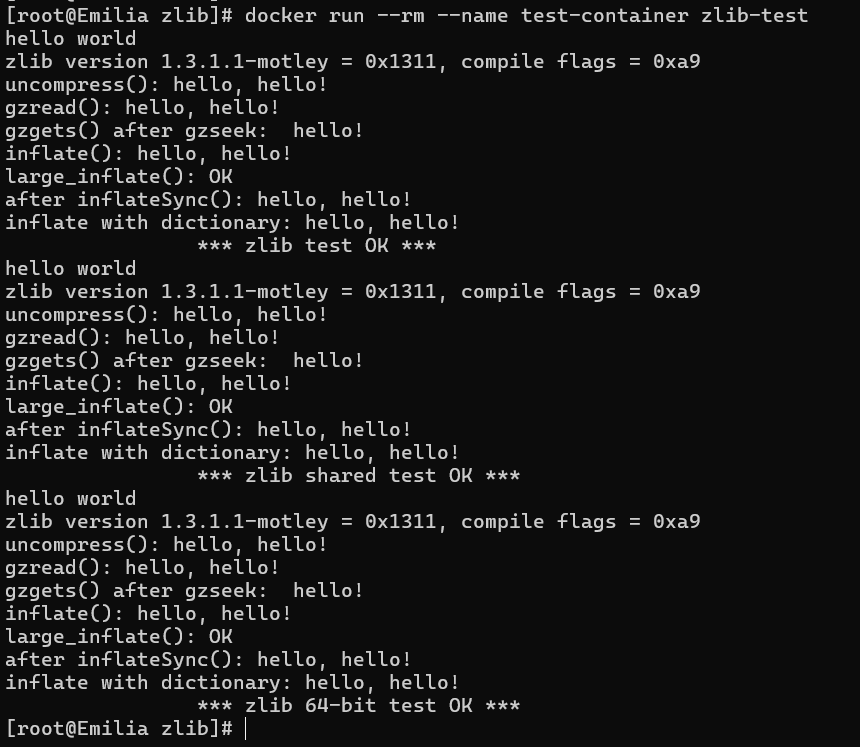 [root@Emilia zlib]# docker run --rm --name test-container zlib-test
hello world
zlib version 1.3.1.1-motley = 0x1311, compile flags = 0xa9
uncompress(): hello, hello!
gzread(): hello, hello!
gzgets() after gzseek:  hello!
inflate(): hello, hello!
large_inflate(): OK
after inflateSync(): hello, hello!
inflate with dictionary: hello, hello!
                *** zlib test OK ***
hello world
zlib version 1.3.1.1-motley = 0x1311, compile flags = 0xa9
uncompress(): hello, hello!
gzread(): hello, hello!
gzgets() after gzseek:  hello!
inflate(): hello, hello!
large_inflate(): OK
after inflateSync(): hello, hello!
inflate with dictionary: hello, hello!
                *** zlib shared test OK ***
hello world
zlib version 1.3.1.1-motley = 0x1311, compile flags = 0xa9
uncompress(): hello, hello!
gzread(): hello, hello!
gzgets() after gzseek:  hello!
inflate(): hello, hello!
large_inflate(): OK
after inflateSync(): hello, hello!
inflate with dictionary: hello, hello!
                *** zlib 64-bit test OK ***
[root@Emilia zlib]#